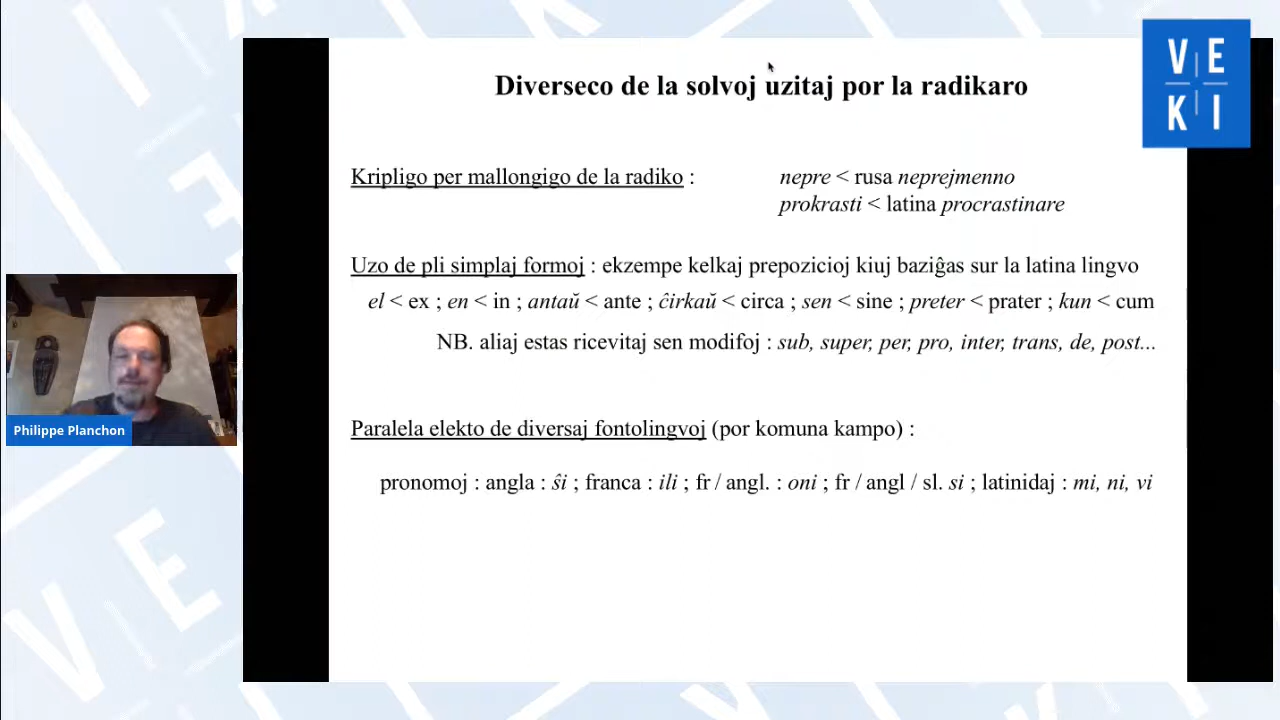 Diverseco de la solvoj uzitaj por la radikaro
VE
KI
Kripligo per mallongigo de la radiko :
nepre < rusa neprejmenno
prokrasti < latina procrastinare
Uzo de pli simplaj formoj : ekzempe kelkaj prepozicioj kiuj baziĝas sur la latina lingvo
el < ex ; en < in ; antaŭ < ante ; ĉirkaŭ < circa ; sen < sine ; preter < prater ; kun < cum
NB. aliaj estas ricevitaj sen modifoj : sub, super, per, pro, inter, trans, de, post...
Philippe Planchon
Paralela elekto de diversaj fontolingvoj (por komuna kampo) :
pronomoj : angla : ŝi ; franca : ili ; fr / angl. : oni ; fr / angl / sl. si ; latinidaj : mi, ni, vi